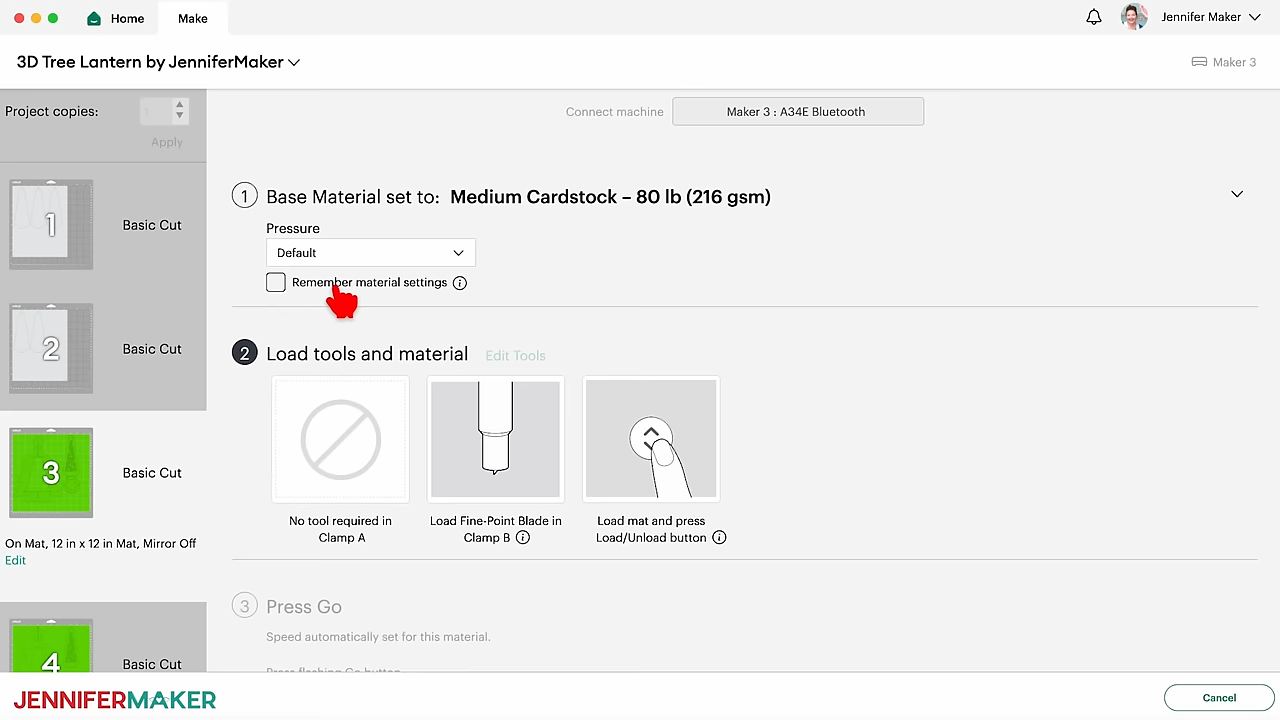 Home
Make
Jennifer Maker
3D Tree Lantern by JenniferMaker
Maker 3
Project copies:
Apply
Connect machine
Maker 3 : A34E Bluetooth
1
Basic Cut
2
Basic Cut
3
Basic Cut
On Mat, 12 in x 12 in Mat, Mirror Off
Edit
4
Basic Cut
1 Base Material set to: Medium Cardstock – 80 lb (216 gsm)
Pressure
Default
Remember material settings
2 Load tools and material Edit Tools
No tool required in
Clamp A
Load Fine-Point Blade in
Clamp B
Load mat and press
Load/Unload button
3 Press Go
Speed automatically set for this material.
Press flashing Go button
JENNIFERMAKER
Cancel